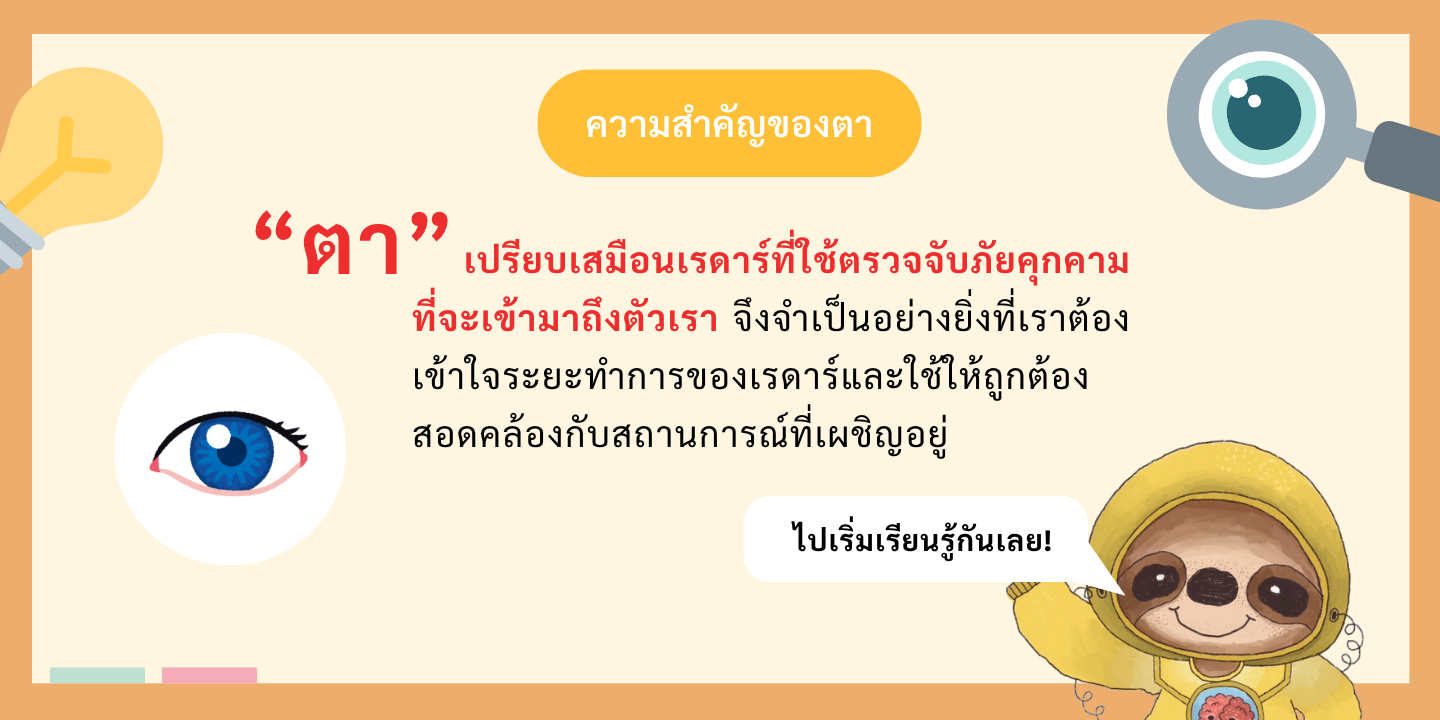 ความสำคัญของตา
“ตา” เปรียบเสมือนเรดาร์ที่ใช้ตรวจจับภัยคุกคาม
ที่จะเข้ามาถึงตัวเรา จึงจำเป็นอย่างยิ่งที่เราต้อง
เข้าใจระยะทำการของเรดาร์และใช้ให้ถูกต้อง
สอดคล้องกับสถานการณ์ที่เผชิญอยู่
ไปเริ่มเรียนรู้กันเลย!